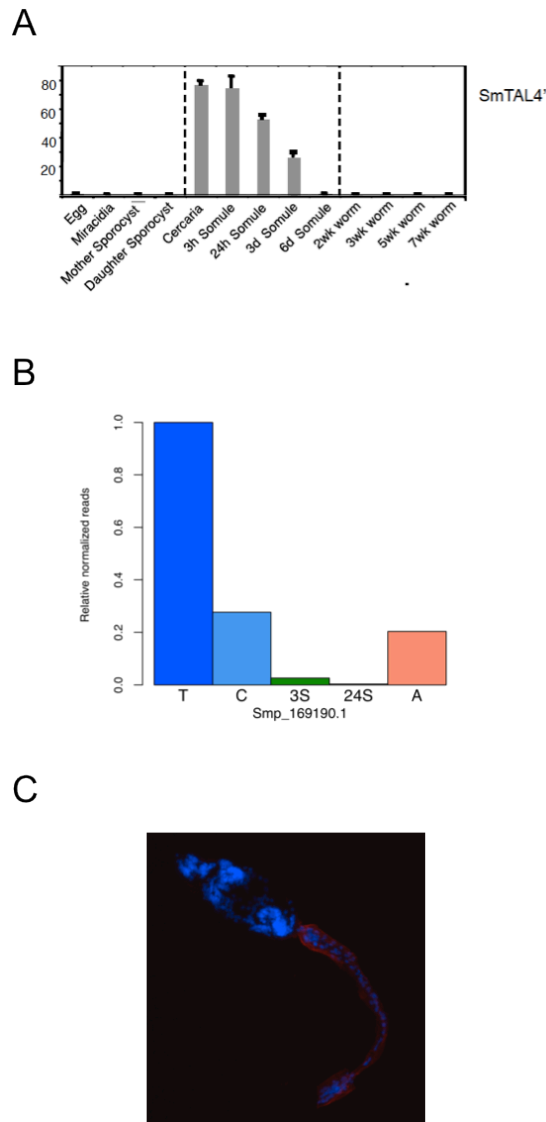 A
80
60
40
20
SmTAL4'
Egg
Miracidia
Mother Sporocyst
Daughter Sporocyst
Cercaria
3h Somule
24h Somule
3d Somule
6d Somule
2wk worm
3wk worm
5wk worm
7wk worm
B
Relative normalized reads
1.0
0.8
0.6
0.4
0.2
0.0
T C 3S 24S A
Smp_169190.1
C